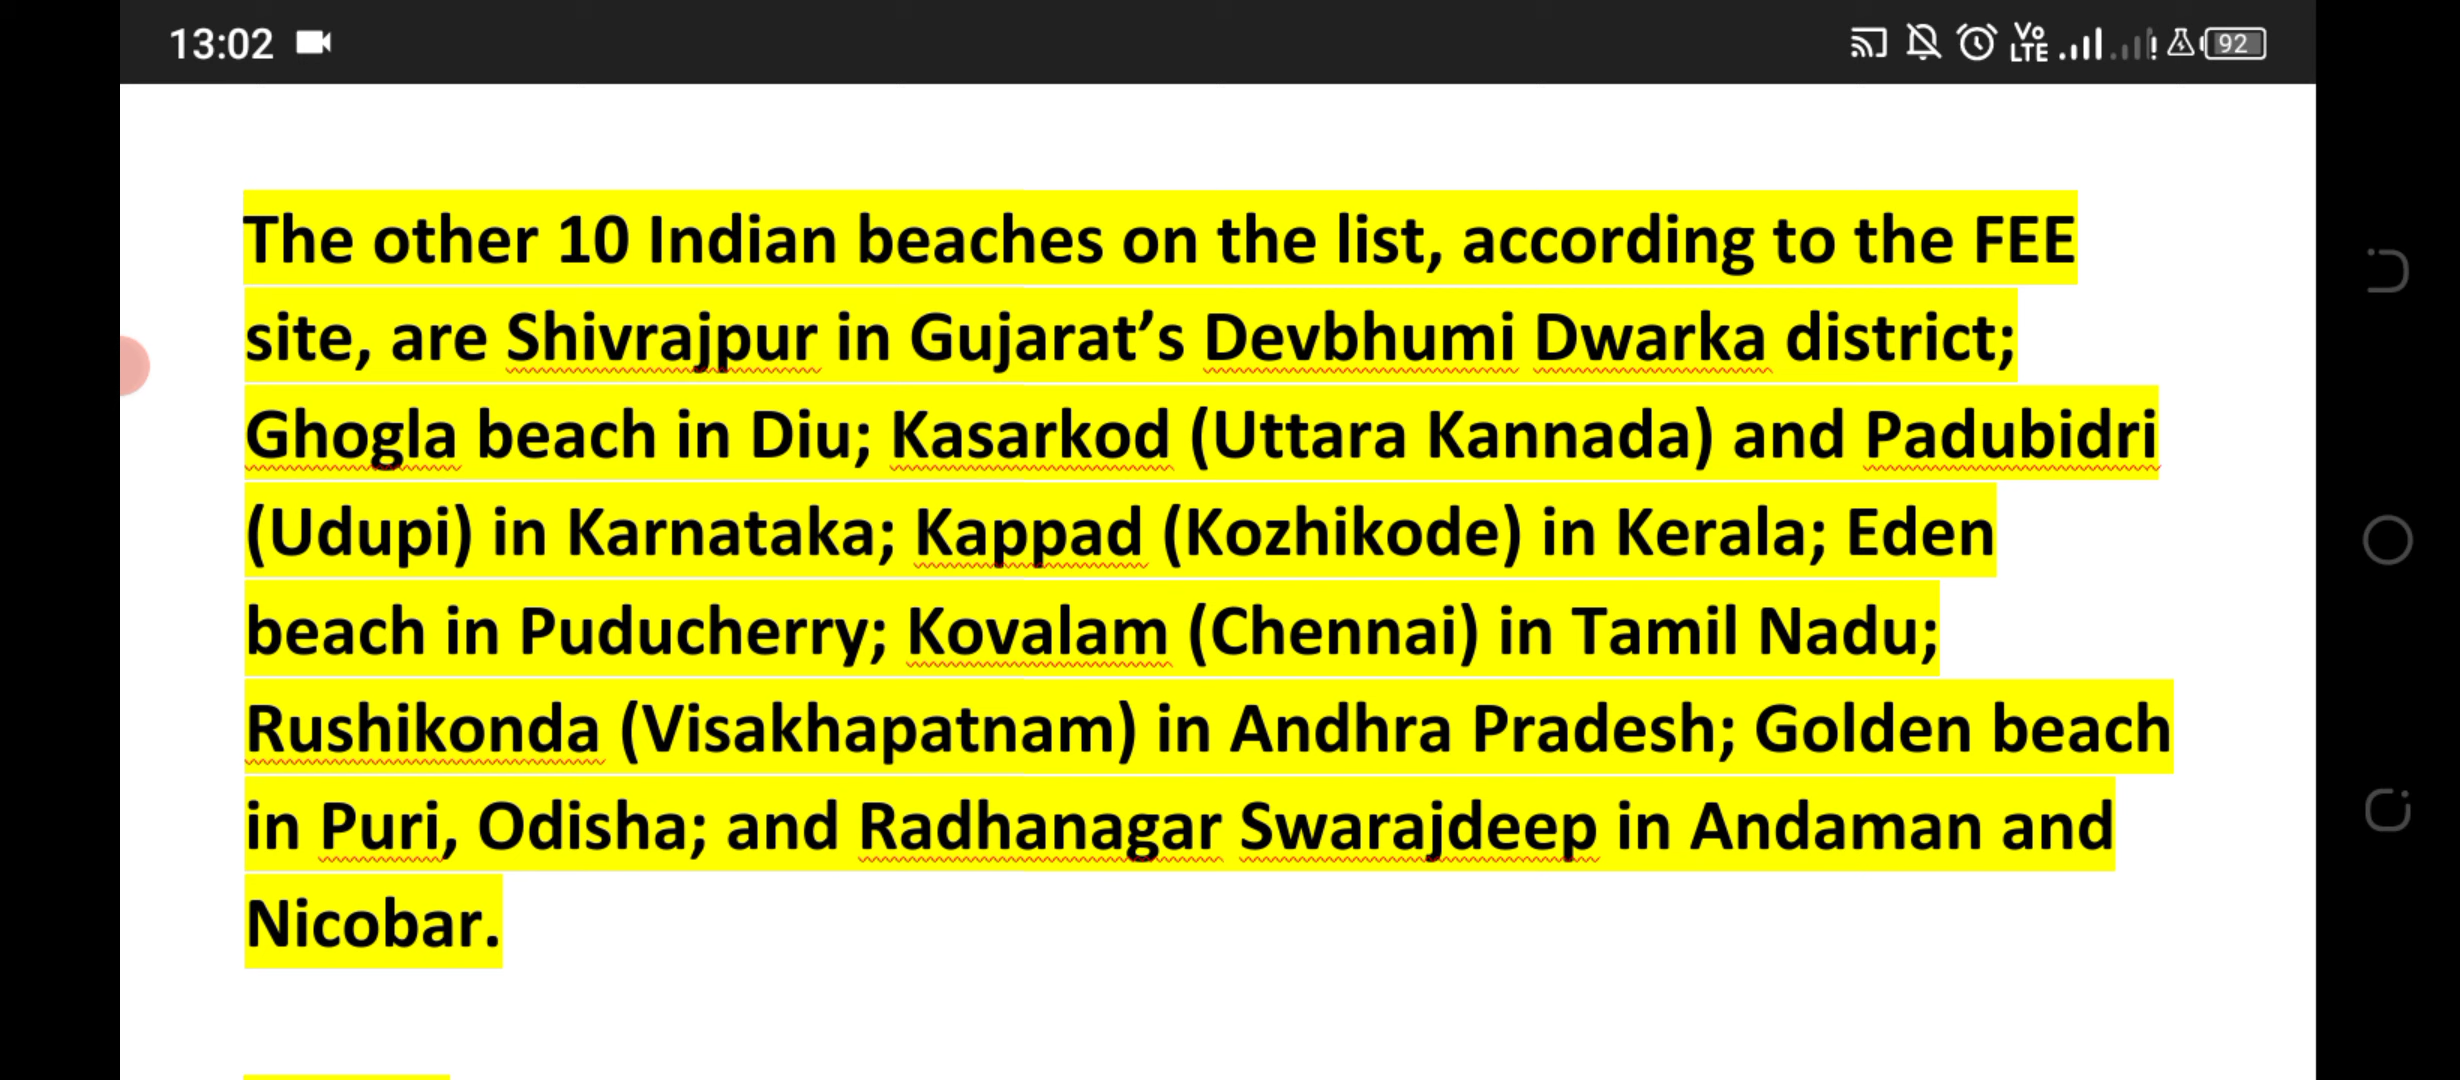 13:02
Vo
LTE
92
The other 10 Indian beaches on the list, according to the FEE
site, are Shivrajpur in Gujarat’s Devbhumi Dwarka district;
Ghogla beach in Diu; Kasarkod (Uttara Kannada) and Padubidri
(Udupi) in Karnataka; Kappad (Kozhikode) in Kerala; Eden
beach in Puducherry; Kovalam (Chennai) in Tamil Nadu;
Rushikonda (Visakhapatnam) in Andhra Pradesh; Golden beach
in Puri, Odisha; and Radhanagar Swarajdeep in Andaman and
Nicobar.